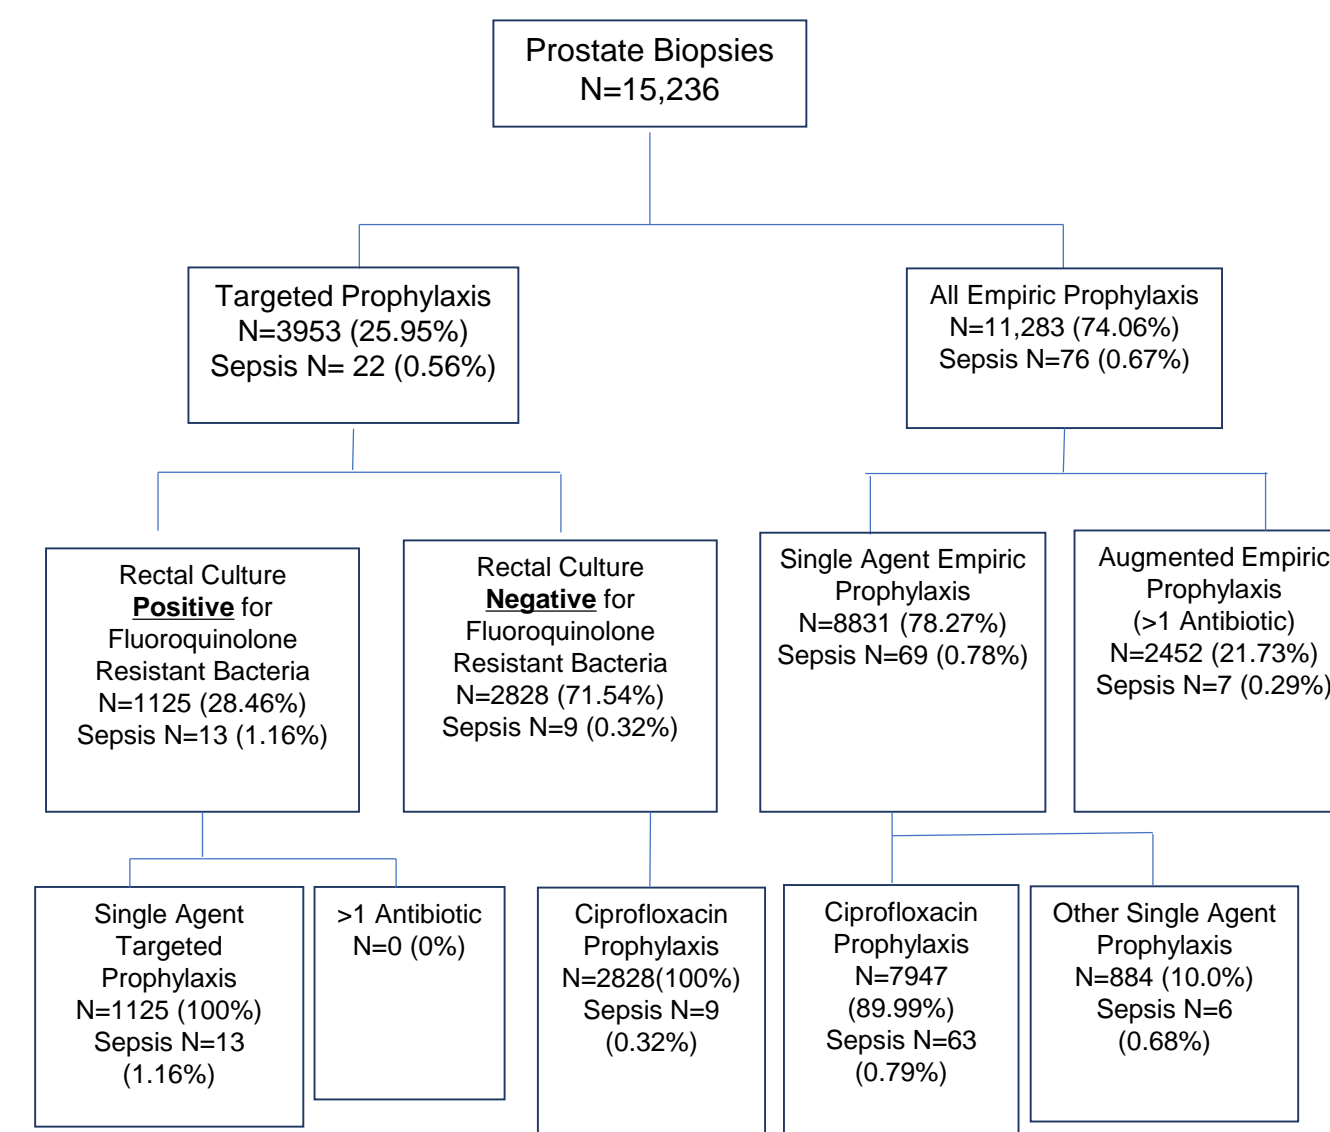 Prostate Biopsies
N=15,236
Targeted Prophylaxis
N=3953 (25.95%)
Sepsis N= 22 (0.56%)
All Empiric Prophylaxis
N=11,283 (74.06%)
Sepsis N=76 (0.67%)
Rectal Culture
Positive for
Fluoroquinolone
Resistant Bacteria
N=1125 (28.46%)
Sepsis N=13 (1.16%)
Rectal Culture
Negative for
Fluoroquinolone
Resistant Bacteria
N=2828 (71.54%)
Sepsis N=9 (0.32%)
Single Agent Empiric
Prophylaxis
N=8831 (78.27%)
Sepsis N=69 (0.78%)
Augmented Empiric
Prophylaxis
(>1 Antibiotic)
N=2452 (21.73%)
Sepsis N=7 (0.29%)
Single Agent
Targeted
Prophylaxis
N=1125 (100%)
Sepsis N=13
(1.16%)
>1 Antibiotic
N=0 (0%)
Ciprofloxacin
Prophylaxis
N=2828(100%)
Sepsis N=9
(0.32%)
Ciprofloxacin
Prophylaxis
N=7947
(89.99%)
Sepsis N=63
(0.79%)
Other Single Agent
Prophylaxis
N=884 (10.0%)
Sepsis N=6
(0.68%)